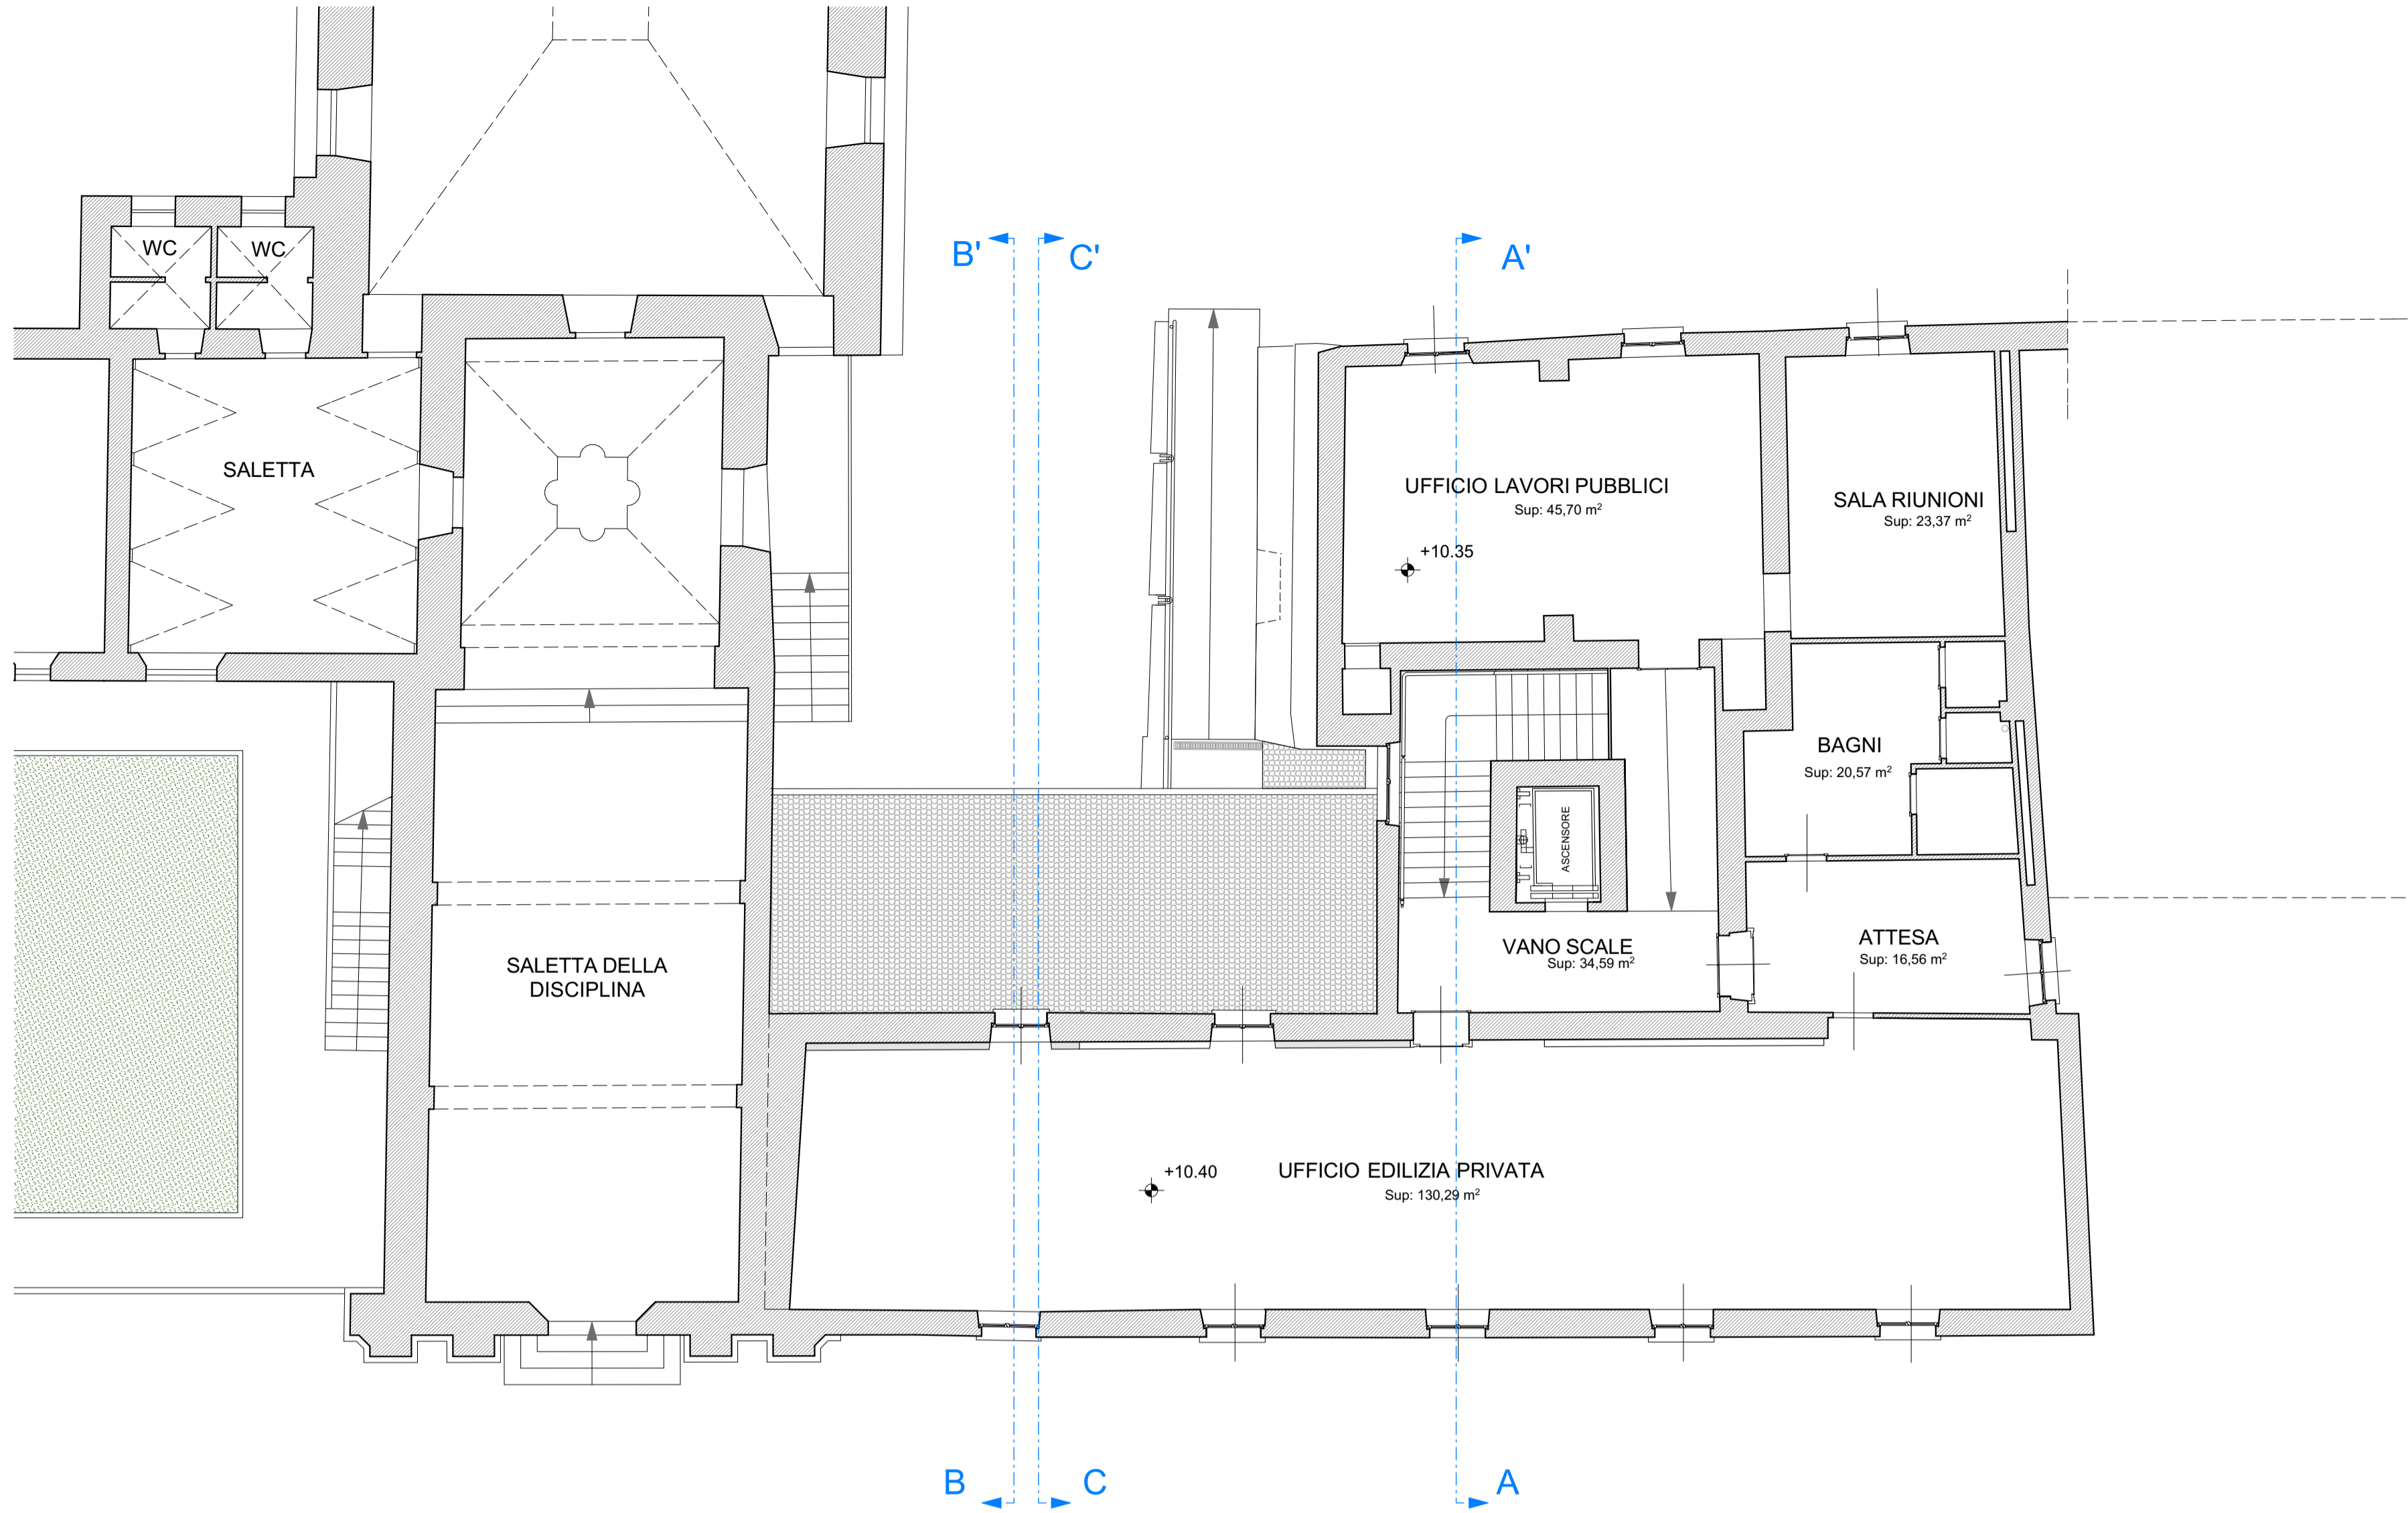 WC
WC
B'
C'
A'
SALETTA
UFFICIO LAVORI PUBBLICI
Sup: 45,70 m²
SALA RIUNIONI
Sup: 23,37 m²
+10.35
BAGNI
Sup: 20,57 m²
ASCENSORE
SALETTA DELLA
DISCIPLINA
VANO SCALE
Sup: 34,59 m²
ATTESA
Sup: 16,56 m²
+10.40
UFFICIO EDILIZIA PRIVATA
Sup: 130,29 m²
B
C
A